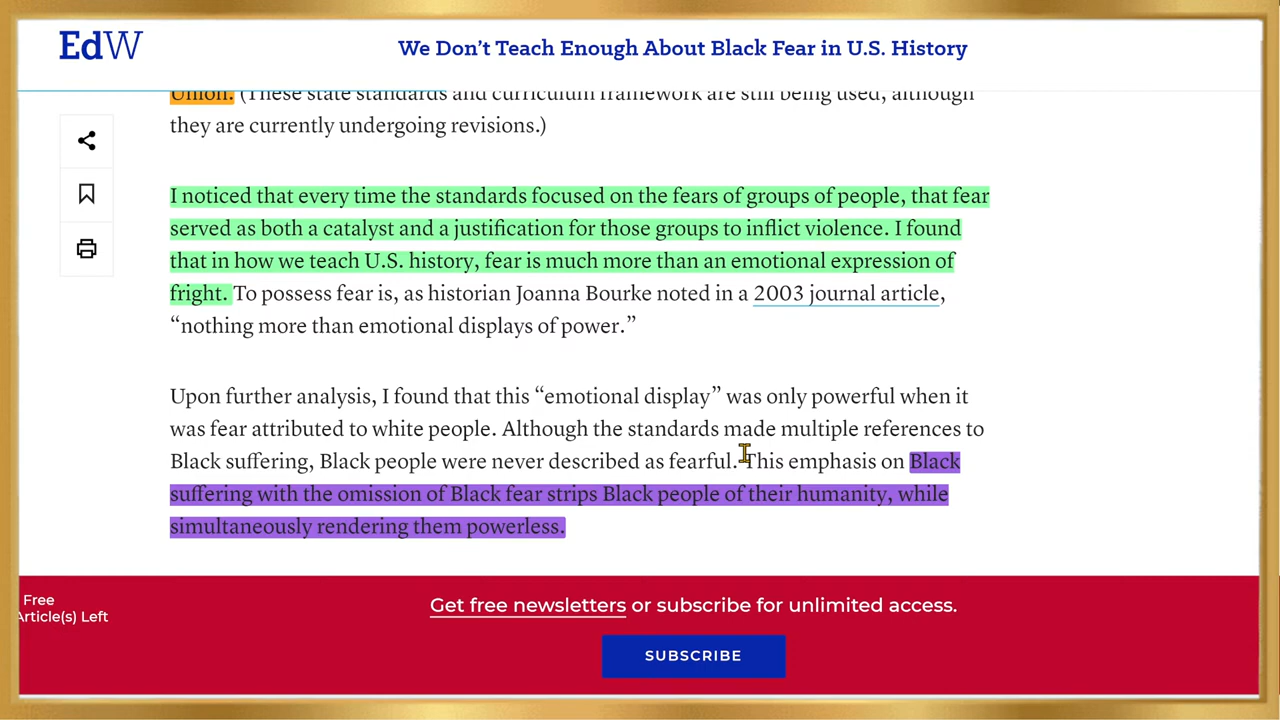 EdW
We Don’t Teach Enough About Black Fear in U.S. History
Union. (These state standards and curriculum framework are still being used, although
they are currently undergoing revisions.)
I noticed that every time the standards focused on the fears of groups of people, that fear
served as both a catalyst and a justification for those groups to inflict violence. I found
that in how we teach U.S. history, fear is much more than an emotional expression of
fright. To possess fear is, as historian Joanna Bourke noted in a 2003 journal article,
“nothing more than emotional displays of power.”
Upon further analysis, I found that this “emotional display” was only powerful when it
was fear attributed to white people. Although the standards made multiple references to
Black suffering, Black people were never described as fearful. This emphasis on Black
suffering with the omission of Black fear strips Black people of their humanity, while
simultaneously rendering them powerless.
Free
Article(s) Left
Get free newsletters or subscribe for unlimited access.
SUBSCRIBE